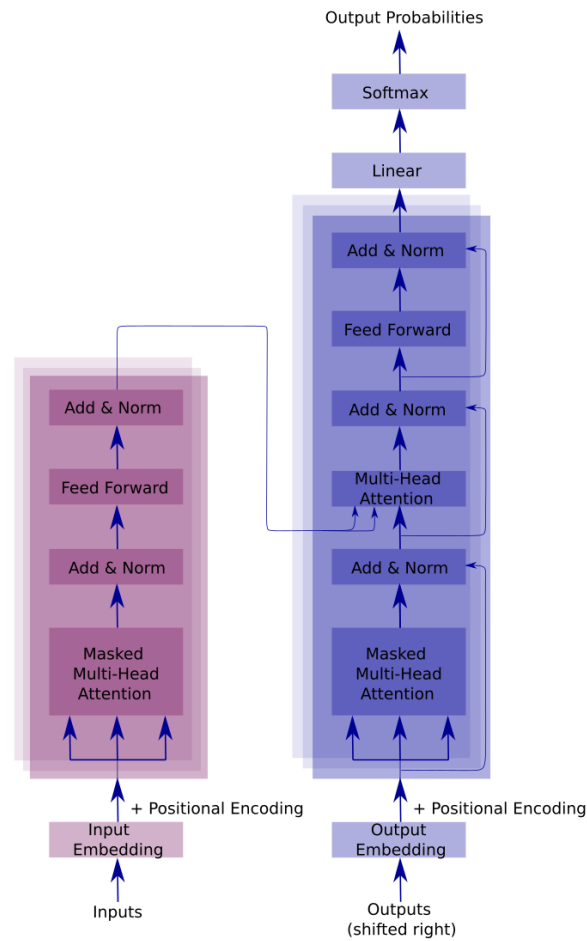 Output Probabilities
Softmax
Linear
Add & Norm
Feed Forward
Add & Norm
Multi-Head
Attention
Add & Norm
Masked
Multi-Head
Attention
+ Positional Encoding
Output
Embedding
Outputs
(shifted right)
Add & Norm
Feed Forward
Add & Norm
Masked
Multi-Head
Attention
+ Positional Encoding
Input
Embedding
Inputs